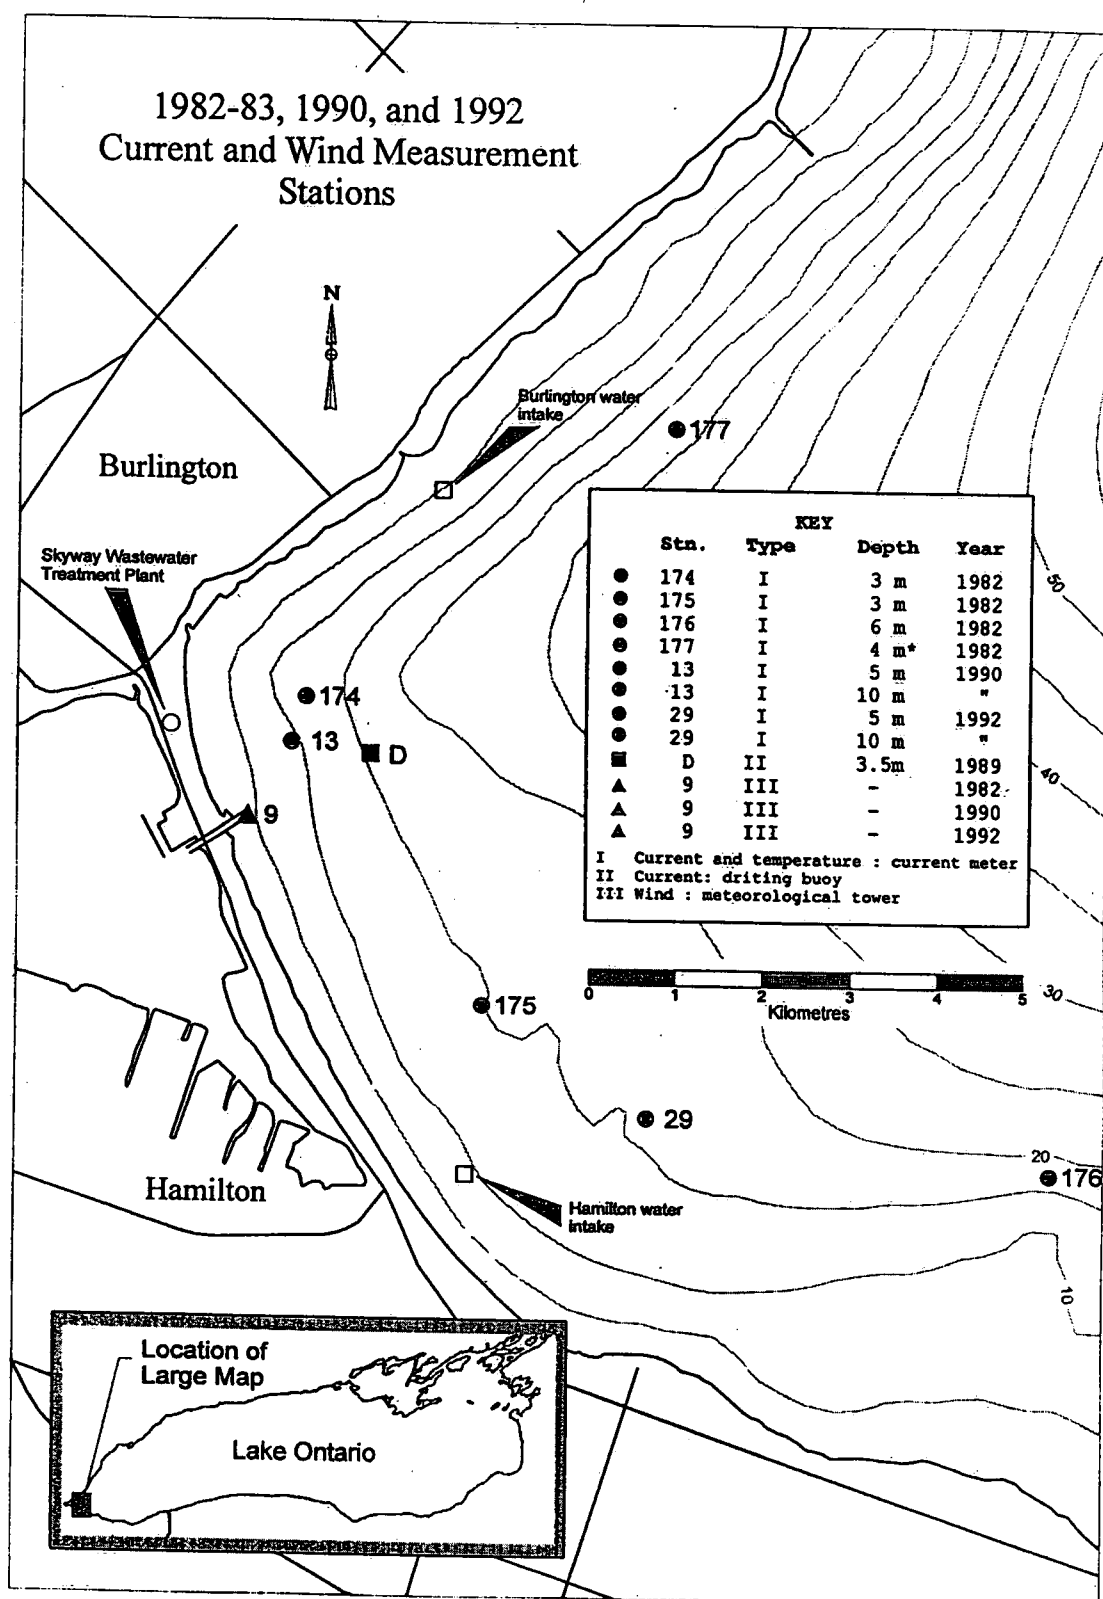 1982-83, 1990, and 1992
Current and Wind Measurement
Stations
N
Burlington water
intake
177
Burlington
Skyway Wastewater
Treatment Plant
KEY
Stn. Type Depth Year
174 I 3 m 1982
175 I 3 m 1982
176 I 6 m 1982
177 I 4 m* 1982
13 I 5 m 1990
13 I 10 m "
29 I 5 m 1992
29 I 10 m "
D II 3.5m 1989
9 III - 1982
9 III - 1990
9 III - 1992
I Current and temperature : current meter
II Current: driting buoy
III Wind : meteorological tower
50
40
174
13
D
9
30
0 1 2 3 4 5
Kilometres
175
29
20
176
Hamilton
Hamilton water
intake
10
Location of
Large Map
Lake Ontario